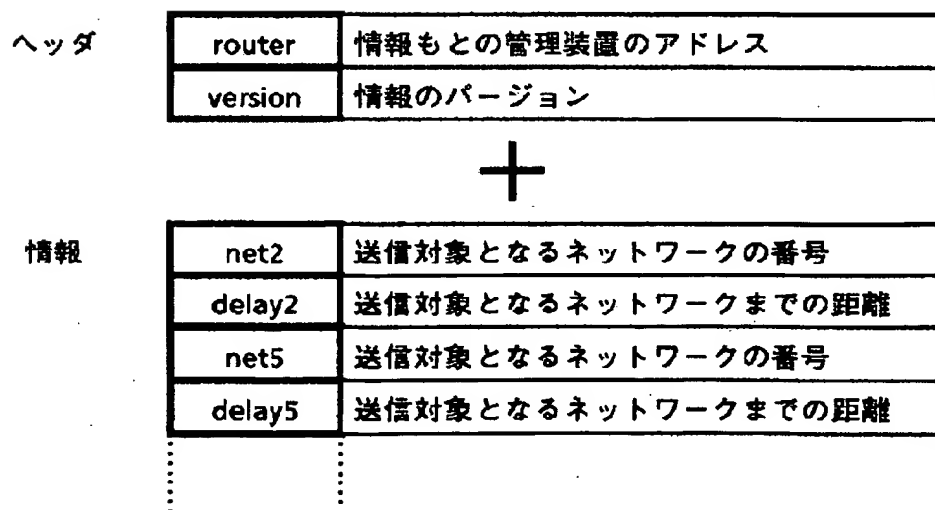 ヘッダ router 情報もとの管理装置のアドレス
version 情報のバージョン
+
情報 net2 送信対象となるネットワークの番号
delay2 送信対象となるネットワークまでの距離
net5 送信対象となるネットワークの番号
delay5 送信対象となるネットワークまでの距離